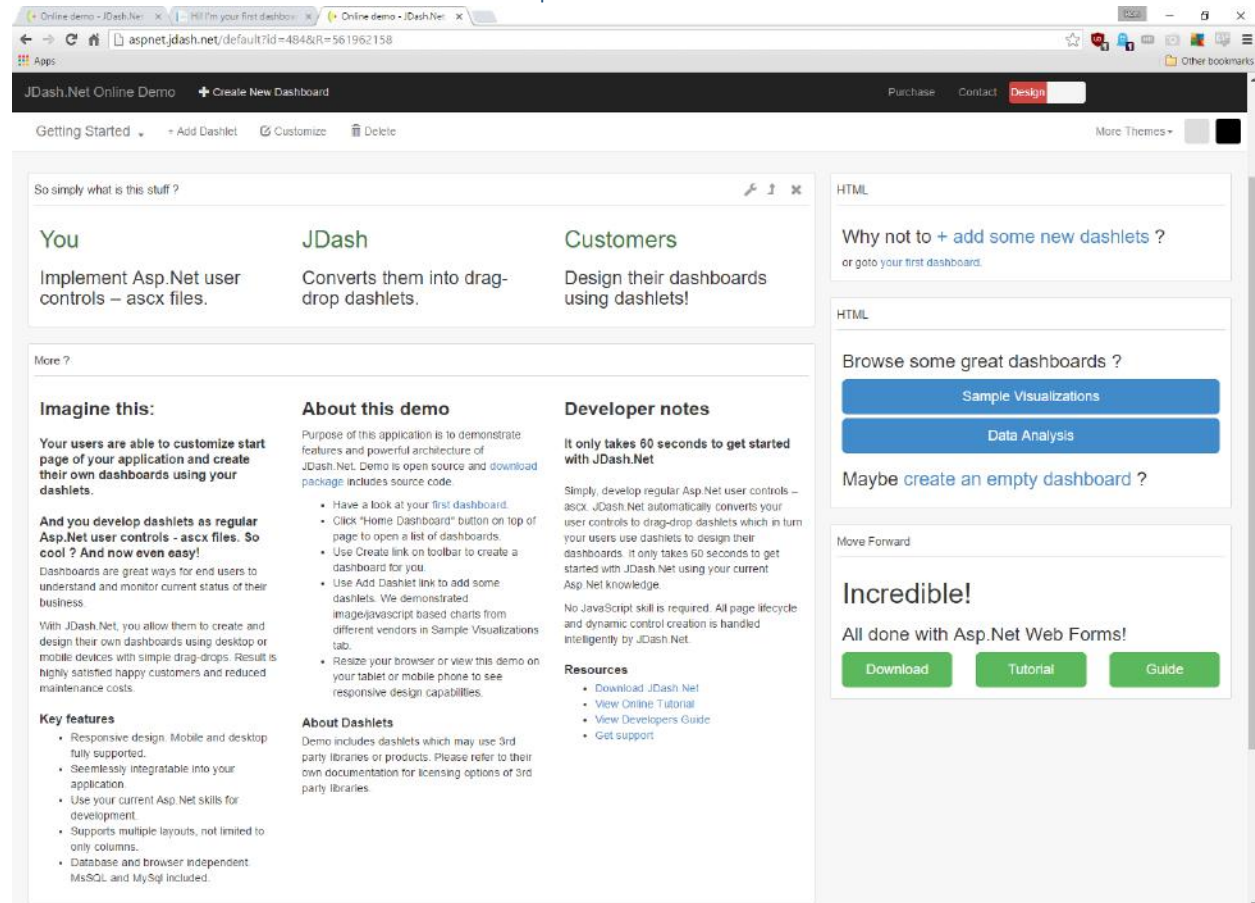 Online demo - JDash.Net
Hi! I'm your first dashbo
Online demo - JDash.Net
aspnet.jdash.net/default?id=484&R=561962158
Apps
Other bookmarks
JDash.Net Online Demo
Create New Dashboard
Purchase
Contact
Design
Getting Started
+ Add Dashlet
Customize
Delete
More Themes
So simply what is this stuff ?
You
Implement Asp.Net user
controls – ascx files.
JDash
Converts them into drag-
drop dashlets.
Customers
Design their dashboards
using dashlets!
More ?
Imagine this:
Your users are able to customize start
page of your application and create
their own dashboards using your
dashlets.
And you develop dashlets as regular
Asp.Net user controls - ascx files. So
cool ? And now even easy!
Dashboards are great ways for end users to
understand and monitor current status of their
business.
With JDash.Net, you allow them to create and
design their own dashboards using desktop or
mobile devices with simple drag-drops. Result is
highly satisfied happy customers and reduced
maintenance costs.
Key features
• Responsive design. Mobile and desktop
fully supported.
• Seemlessly integratable into your
application.
• Use your current Asp.Net skills for
development.
• Supports multiple layouts, not limited to
only columns.
• Database and browser independent.
MsSQL and MySql included.
About this demo
Purpose of this application is to demonstrate
features and powerful architecture of
JDash.Net. Demo is open source and download
package includes source code.
• Have a look at your first dashboard.
• Click "Home Dashboard" button on top of
page to open a list of dashboards.
• Use Create link on toolbar to create a
dashboard for you.
• Use Add Dashlet link to add some
dashlets. We demonstrated
image/javascript based charts from
different vendors in Sample Visualizations
tab.
• Resize your browser or view this demo on
your tablet or mobile phone to see
responsive design capabilities.
About Dashlets
Demo includes dashlets which may use 3rd
party libraries or products. Please refer to their
own documentation for licensing options of 3rd
party libraries.
Developer notes
It only takes 60 seconds to get started
with JDash.Net
Simply, develop regular Asp.Net user controls –
ascx. JDash.Net automatically converts your
user controls to drag-drop dashlets which in turn
your users use dashlets to design their
dashboards. It only takes 60 seconds to get
started with JDash.Net using your current
Asp.Net knowledge.
No JavaScript skill is required. All page lifecycle
and dynamic control creation is handled
intelligently by JDash.Net.
Resources
• Download JDash.Net
• View Online Tutorial
• View Developers Guide
• Get support
HTML
Why not to + add some new dashlets ?
or goto your first dashboard.
HTML
Browse some great dashboards ?
Sample Visualizations
Data Analysis
Maybe create an empty dashboard ?
Move Forward
Incredible!
All done with Asp.Net Web Forms!
Download
Tutorial
Guide